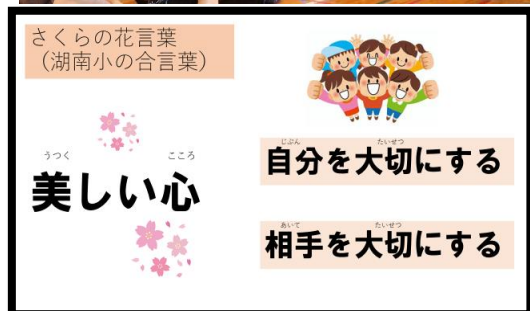 さくらの花言葉
（湖南小の合言葉）
うつく こころ
美しい心
じぶん たいせつ
自分を大切にする
あいて たいせつ
相手を大切にする